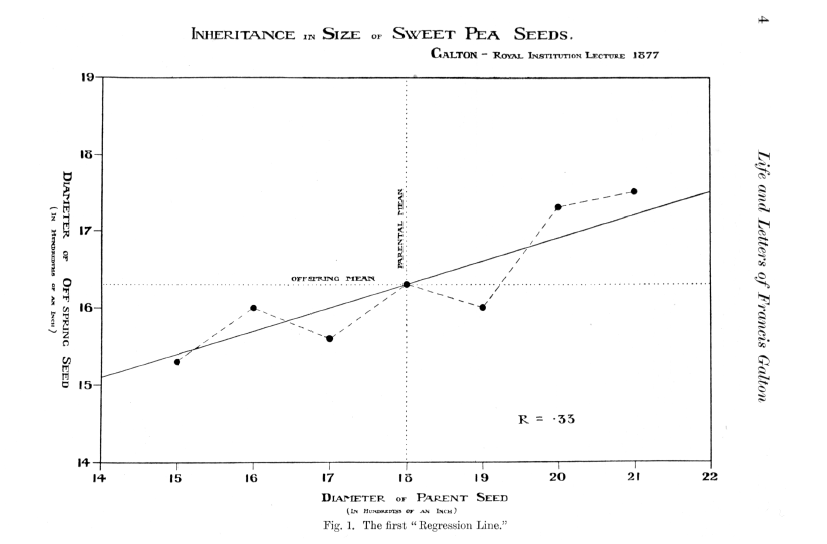 4
Life and Letters of Francis Galton
INHERITANCE IN SIZE OF SWEET PEA SEEDS.
GALTON - ROYAL INSTITUTION LECTURE 1877
19
18
17
16
15
14
DIAMETER OF OFFSPRING SEED
(IN HUNDREDTHS OF AN INCH)
PARENTAL MEAN
OFFSPRING MEAN
R = ·33
14 15 16 17 18 19 20 21 22
DIAMETER OF PARENT SEED
(IN HUNDREDTHS OF AN INCH)
Fig. 1. The first "Regression Line."